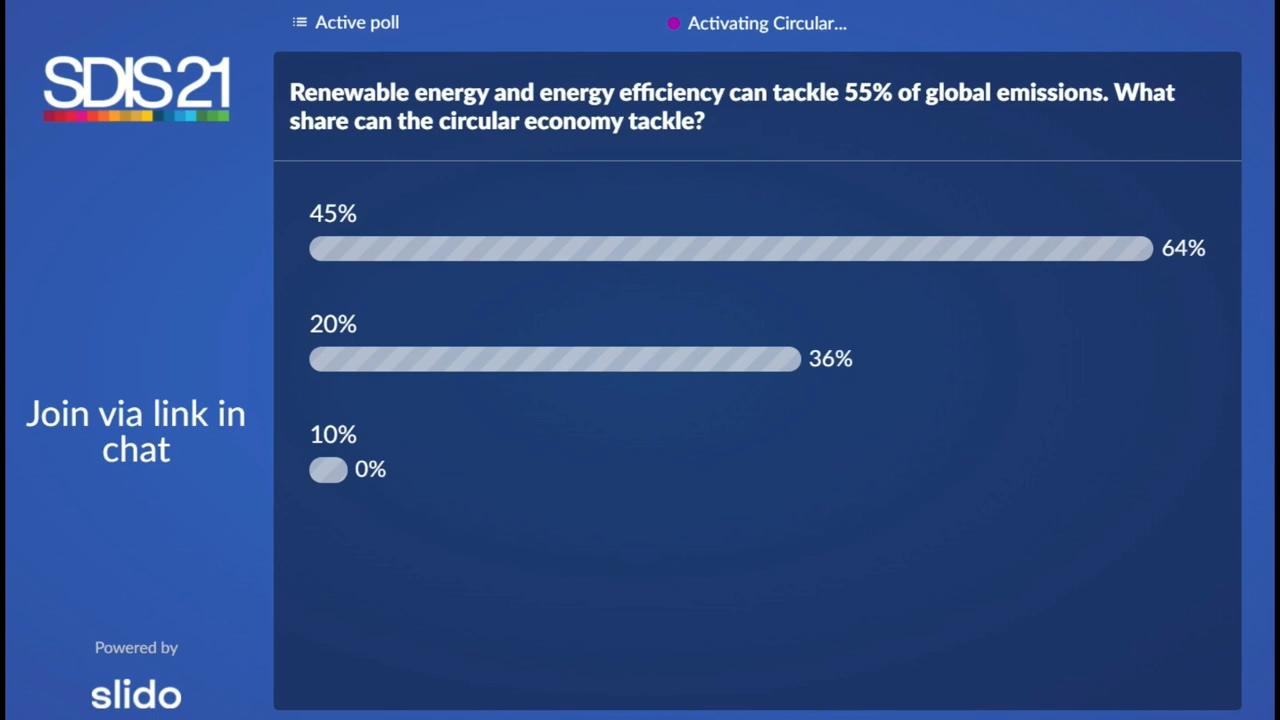 Active poll
Activating Circular...
SDIS21
Renewable energy and energy efficiency can tackle 55% of global emissions. What
share can the circular economy tackle?
45%
64%
20%
36%
10%
0%
Join via link in
chat
Powered by
slido